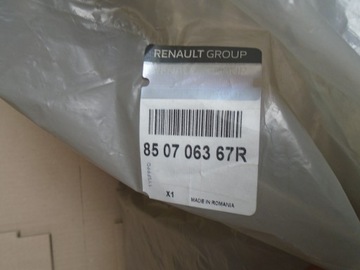 RENAULT GROUP
85 07 063 67R
X1
MADE IN ROMANIA